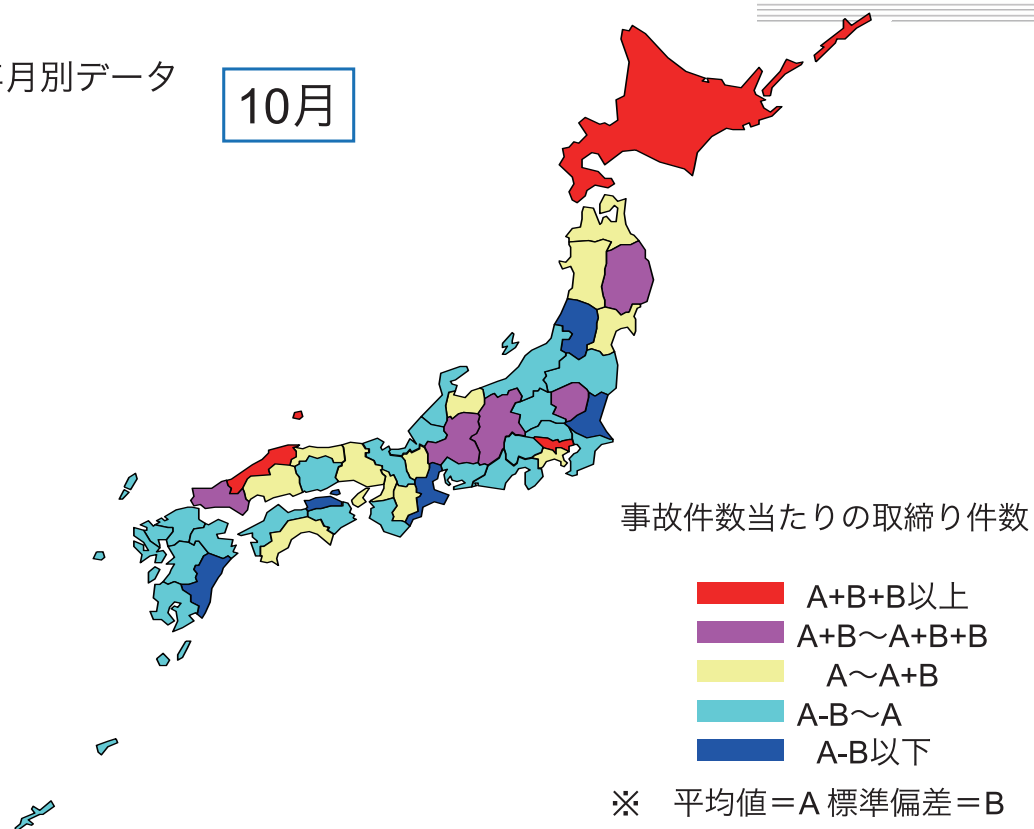 月別データ
10月
事故件数当たりの取締り件数
A+B+B以上
A+B～A+B+B
A～A+B
A-B～A
A-B以下
※ 平均値＝A 標準偏差＝B